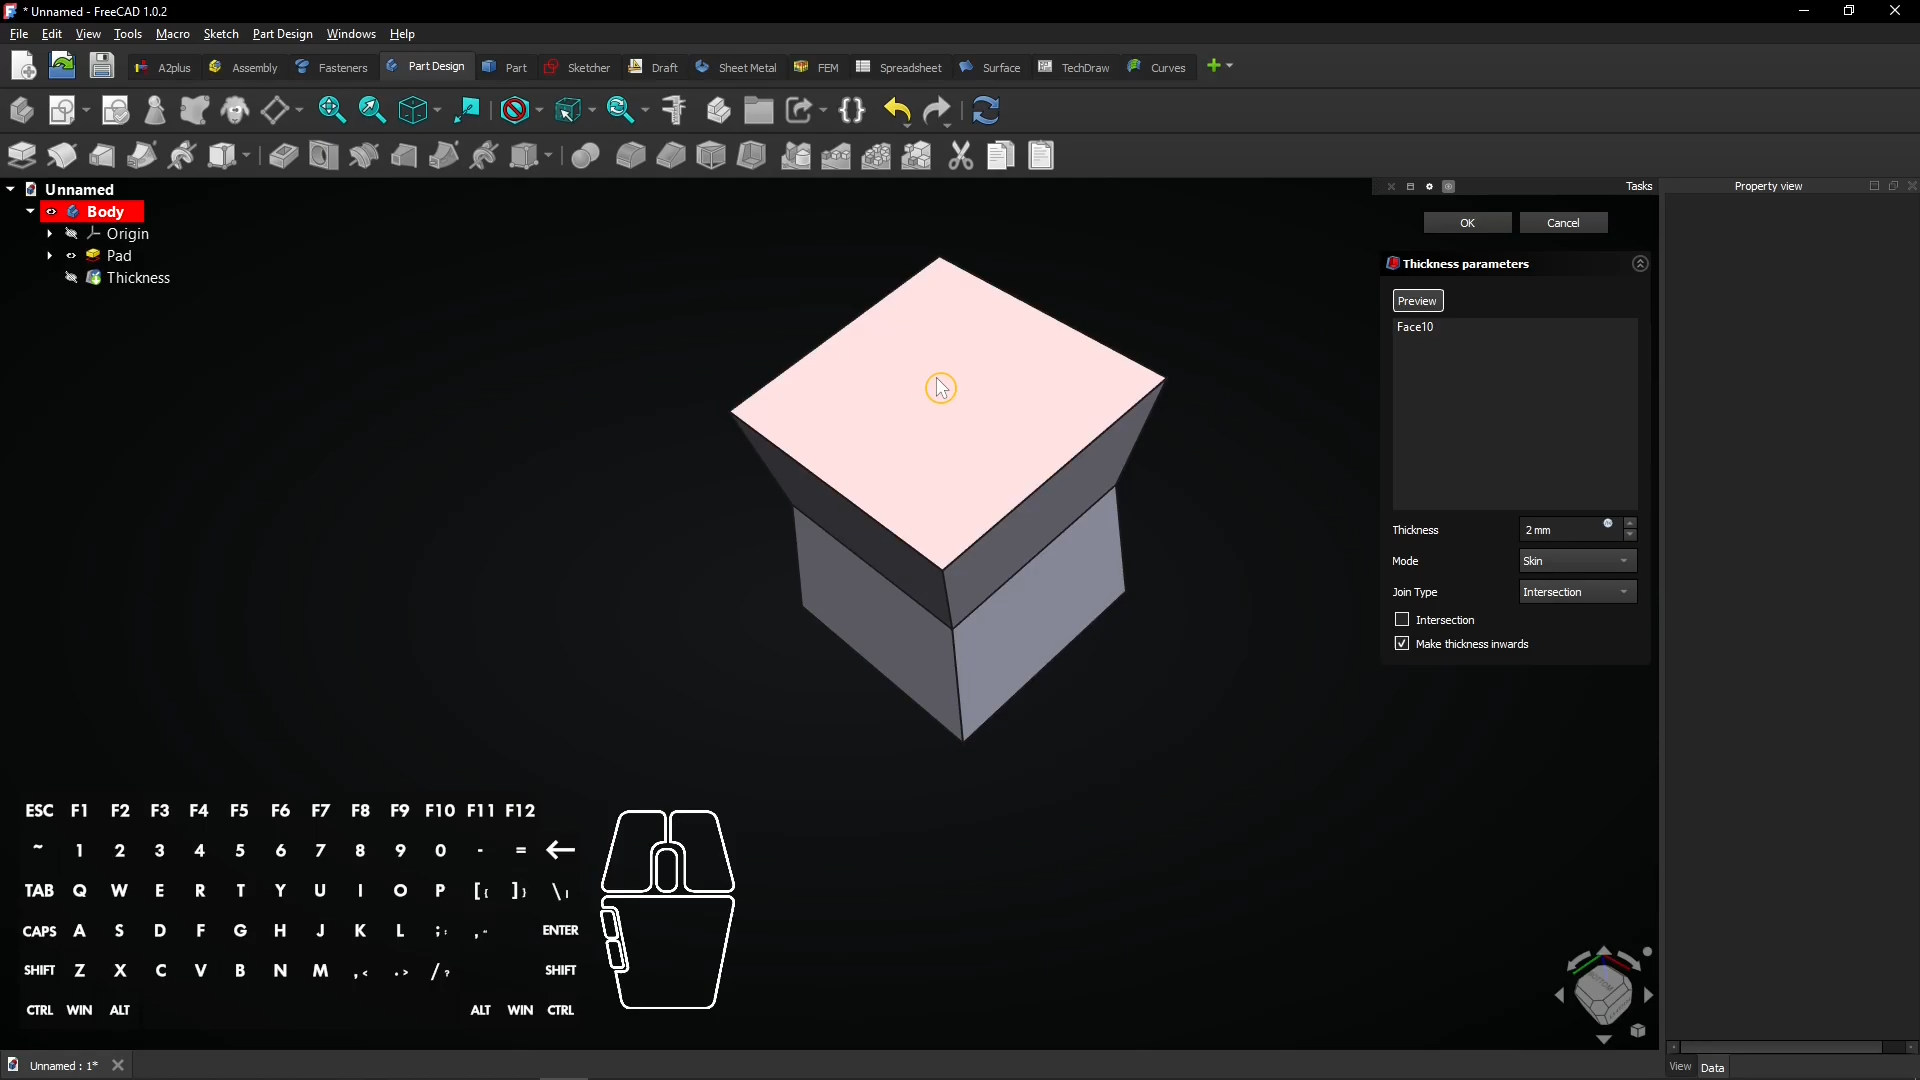 * Unnamed - FreeCAD 1.0.2
File Edit View Tools Macro Sketch Part Design Windows Help
A2plus Assembly Fasteners Part Design Part Sketcher Draft Sheet Metal FEM Spreadsheet Surface TechDraw Curves
Unnamed
Body
Origin
Pad
Thickness
Tasks
OK Cancel
Thickness parameters
Preview
Face10
Thickness 2 mm
Mode Skin
Join Type Intersection
Intersection
Make thickness inwards
Property view
ESC F1 F2 F3 F4 F5 F6 F7 F8 F9 F10 F11 F12
~ 1 2 3 4 5 6 7 8 9 0 - =
TAB Q W E R T Y U I O P [{ ]} \|
CAPS A S D F G H J K L ;: ,“ ENTER
SHIFT Z X C V B N M ,< .> /? SHIFT
CTRL WIN ALT ALT WIN CTRL
BOTTOM
Unnamed : 1*
View Data